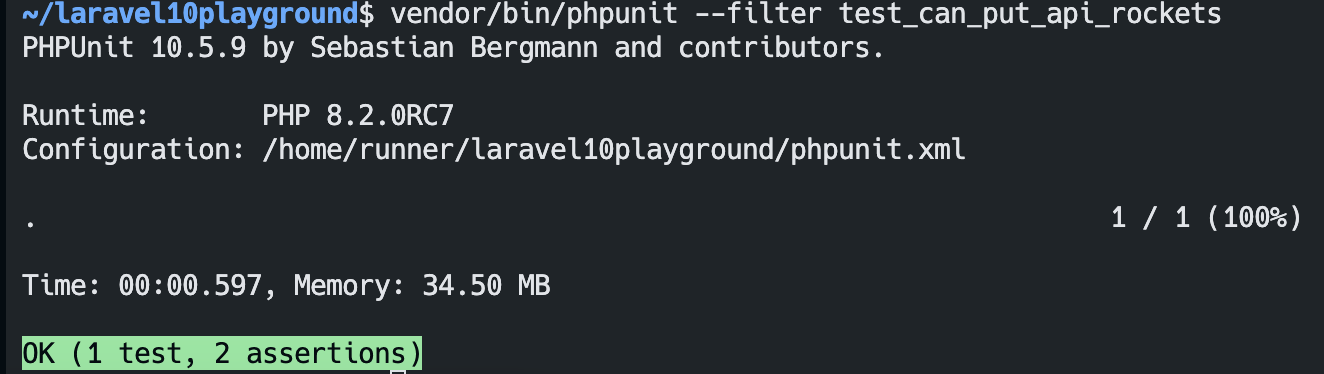 ~/laravel10playground$ vendor/bin/phpunit --filter test_can_put_api_rockets
PHPUnit 10.5.9 by Sebastian Bergmann and contributors.
Runtime:       PHP 8.2.0RC7
Configuration: /home/runner/laravel10playground/phpunit.xml
.                                                                   1 / 1 (100%)
Time: 00:00.597, Memory: 34.50 MB
OK (1 test, 2 assertions)